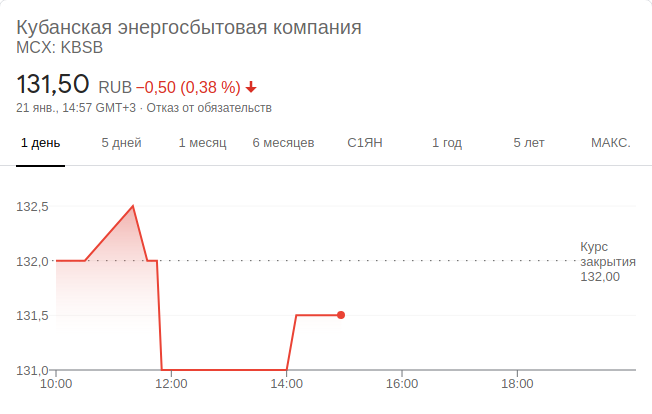 Кубанская энергосбытовая компания
MCX: KBSB
131,50 RUB −0,50 (0,38 %)
21 янв., 14:57 GMT+3 · Отказ от обязательств
1 день 5 дней 1 месяц 6 месяцев С1ЯН 1 год 5 лет МАКС.
132,5
132,0
131,5
131,0
Курс
закрытия
132,00
10:00 12:00 14:00 16:00 18:00